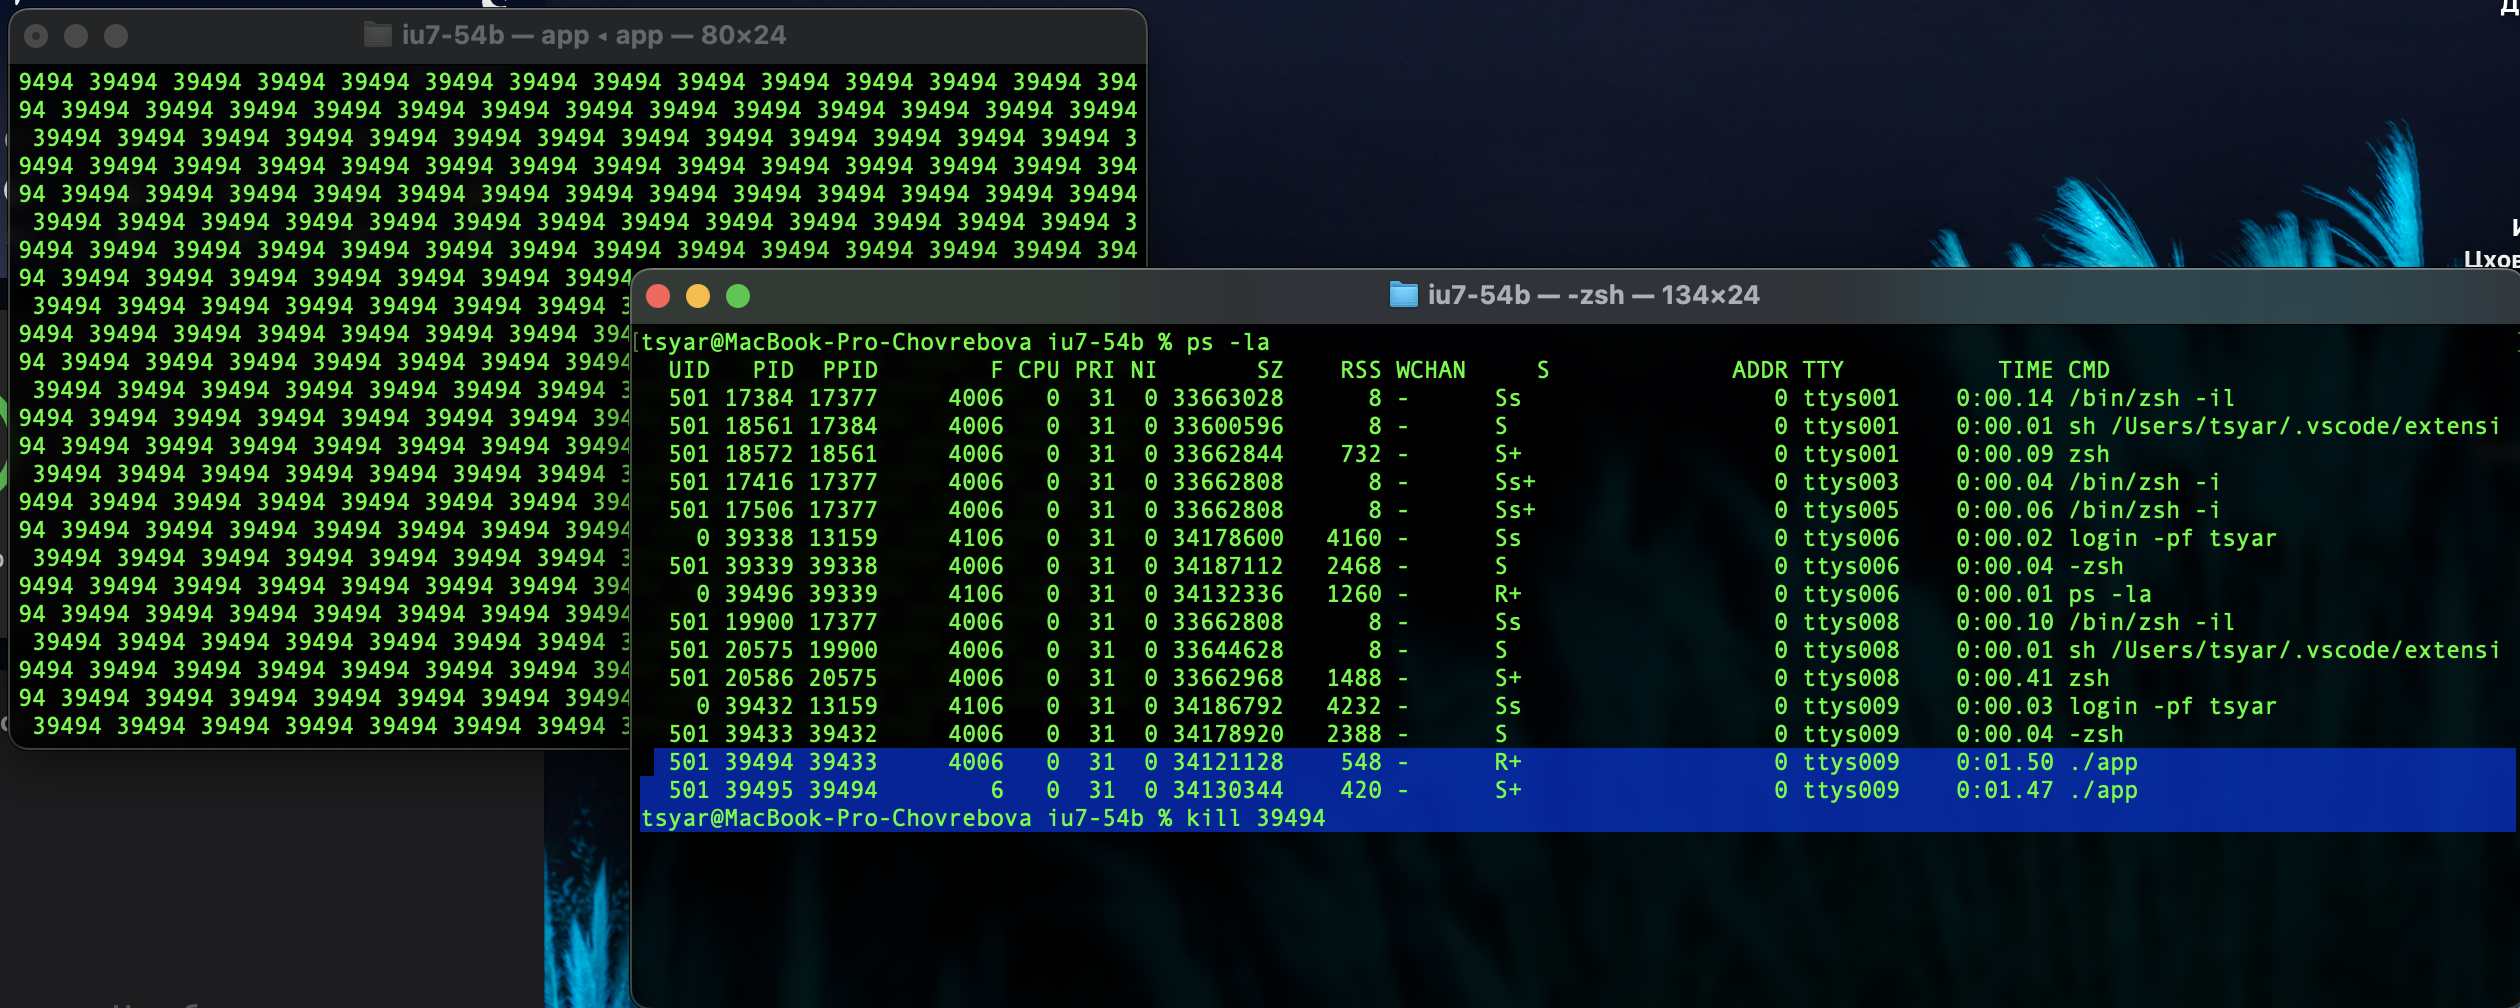 iu7-54b — app ◂ app — 80×24
9494 39494 39494 39494 39494 39494 39494 39494 39494 39494 39494 39494 39494 394
94 39494 39494 39494 39494 39494 39494 39494 39494 39494 39494 39494 39494 39494
39494 39494 39494 39494 39494 39494 39494 39494 39494 39494 39494 39494 39494 3
9494 39494 39494 39494 39494 39494 39494 39494 39494 39494 39494 39494 39494 394
94 39494 39494 39494 39494 39494 39494 39494 39494 39494 39494 39494 39494 39494
39494 39494 39494 39494 39494 39494 39494 39494 39494 39494 39494 39494 39494 3
9494 39494 39494 39494 39494 39494 39494 39494 39494 39494 39494 39494 39494 394
94 39494 39494 39494 39494 39494 39494 39494
39494 39494 39494 39494 39494 39494 39494 3
9494 39494 39494 39494 39494 39494 39494 394
94 39494 39494 39494 39494 39494 39494 39494
39494 39494 39494 39494 39494 39494 39494 3
9494 39494 39494 39494 39494 39494 39494 394
94 39494 39494 39494 39494 39494 39494 39494
39494 39494 39494 39494 39494 39494 39494 3
9494 39494 39494 39494 39494 39494 39494 394
94 39494 39494 39494 39494 39494 39494 39494
39494 39494 39494 39494 39494 39494 39494 3
9494 39494 39494 39494 39494 39494 39494 394
94 39494 39494 39494 39494 39494 39494 39494
39494 39494 39494 39494 39494 39494 39494 3
9494 39494 39494 39494 39494 39494 39494 394
94 39494 39494 39494 39494 39494 39494 39494
39494 39494 39494 39494 39494 39494 39494 3
Цхов
iu7-54b — -zsh — 134×24
[tsyar@MacBook-Pro-Chovrebova iu7-54b % ps -la
UID PID PPID F CPU PRI NI SZ RSS WCHAN S ADDR TTY TIME CMD
501 17384 17377 4006 0 31 0 33663028 8 - Ss 0 ttys001 0:00.14 /bin/zsh -il
501 18561 17384 4006 0 31 0 33600596 8 - S 0 ttys001 0:00.01 sh /Users/tsyar/.vscode/extensi
501 18572 18561 4006 0 31 0 33662844 732 - S+ 0 ttys001 0:00.09 zsh
501 17416 17377 4006 0 31 0 33662808 8 - Ss+ 0 ttys003 0:00.04 /bin/zsh -i
501 17506 17377 4006 0 31 0 33662808 8 - Ss+ 0 ttys005 0:00.06 /bin/zsh -i
0 39338 13159 4106 0 31 0 34178600 4160 - Ss 0 ttys006 0:00.02 login -pf tsyar
501 39339 39338 4006 0 31 0 34187112 2468 - S 0 ttys006 0:00.04 -zsh
0 39496 39339 4106 0 31 0 34132336 1260 - R+ 0 ttys006 0:00.01 ps -la
501 19900 17377 4006 0 31 0 33662808 8 - Ss 0 ttys008 0:00.10 /bin/zsh -il
501 20575 19900 4006 0 31 0 33644628 8 - S 0 ttys008 0:00.01 sh /Users/tsyar/.vscode/extensi
501 20586 20575 4006 0 31 0 33662968 1488 - S+ 0 ttys008 0:00.41 zsh
0 39432 13159 4106 0 31 0 34186792 4232 - Ss 0 ttys009 0:00.03 login -pf tsyar
501 39433 39432 4006 0 31 0 34178920 2388 - S 0 ttys009 0:00.04 -zsh
501 39494 39433 4006 0 31 0 34121128 548 - R+ 0 ttys009 0:01.50 ./app
501 39495 39494 6 0 31 0 34130344 420 - S+ 0 ttys009 0:01.47 ./app
tsyar@MacBook-Pro-Chovrebova iu7-54b % kill 39494